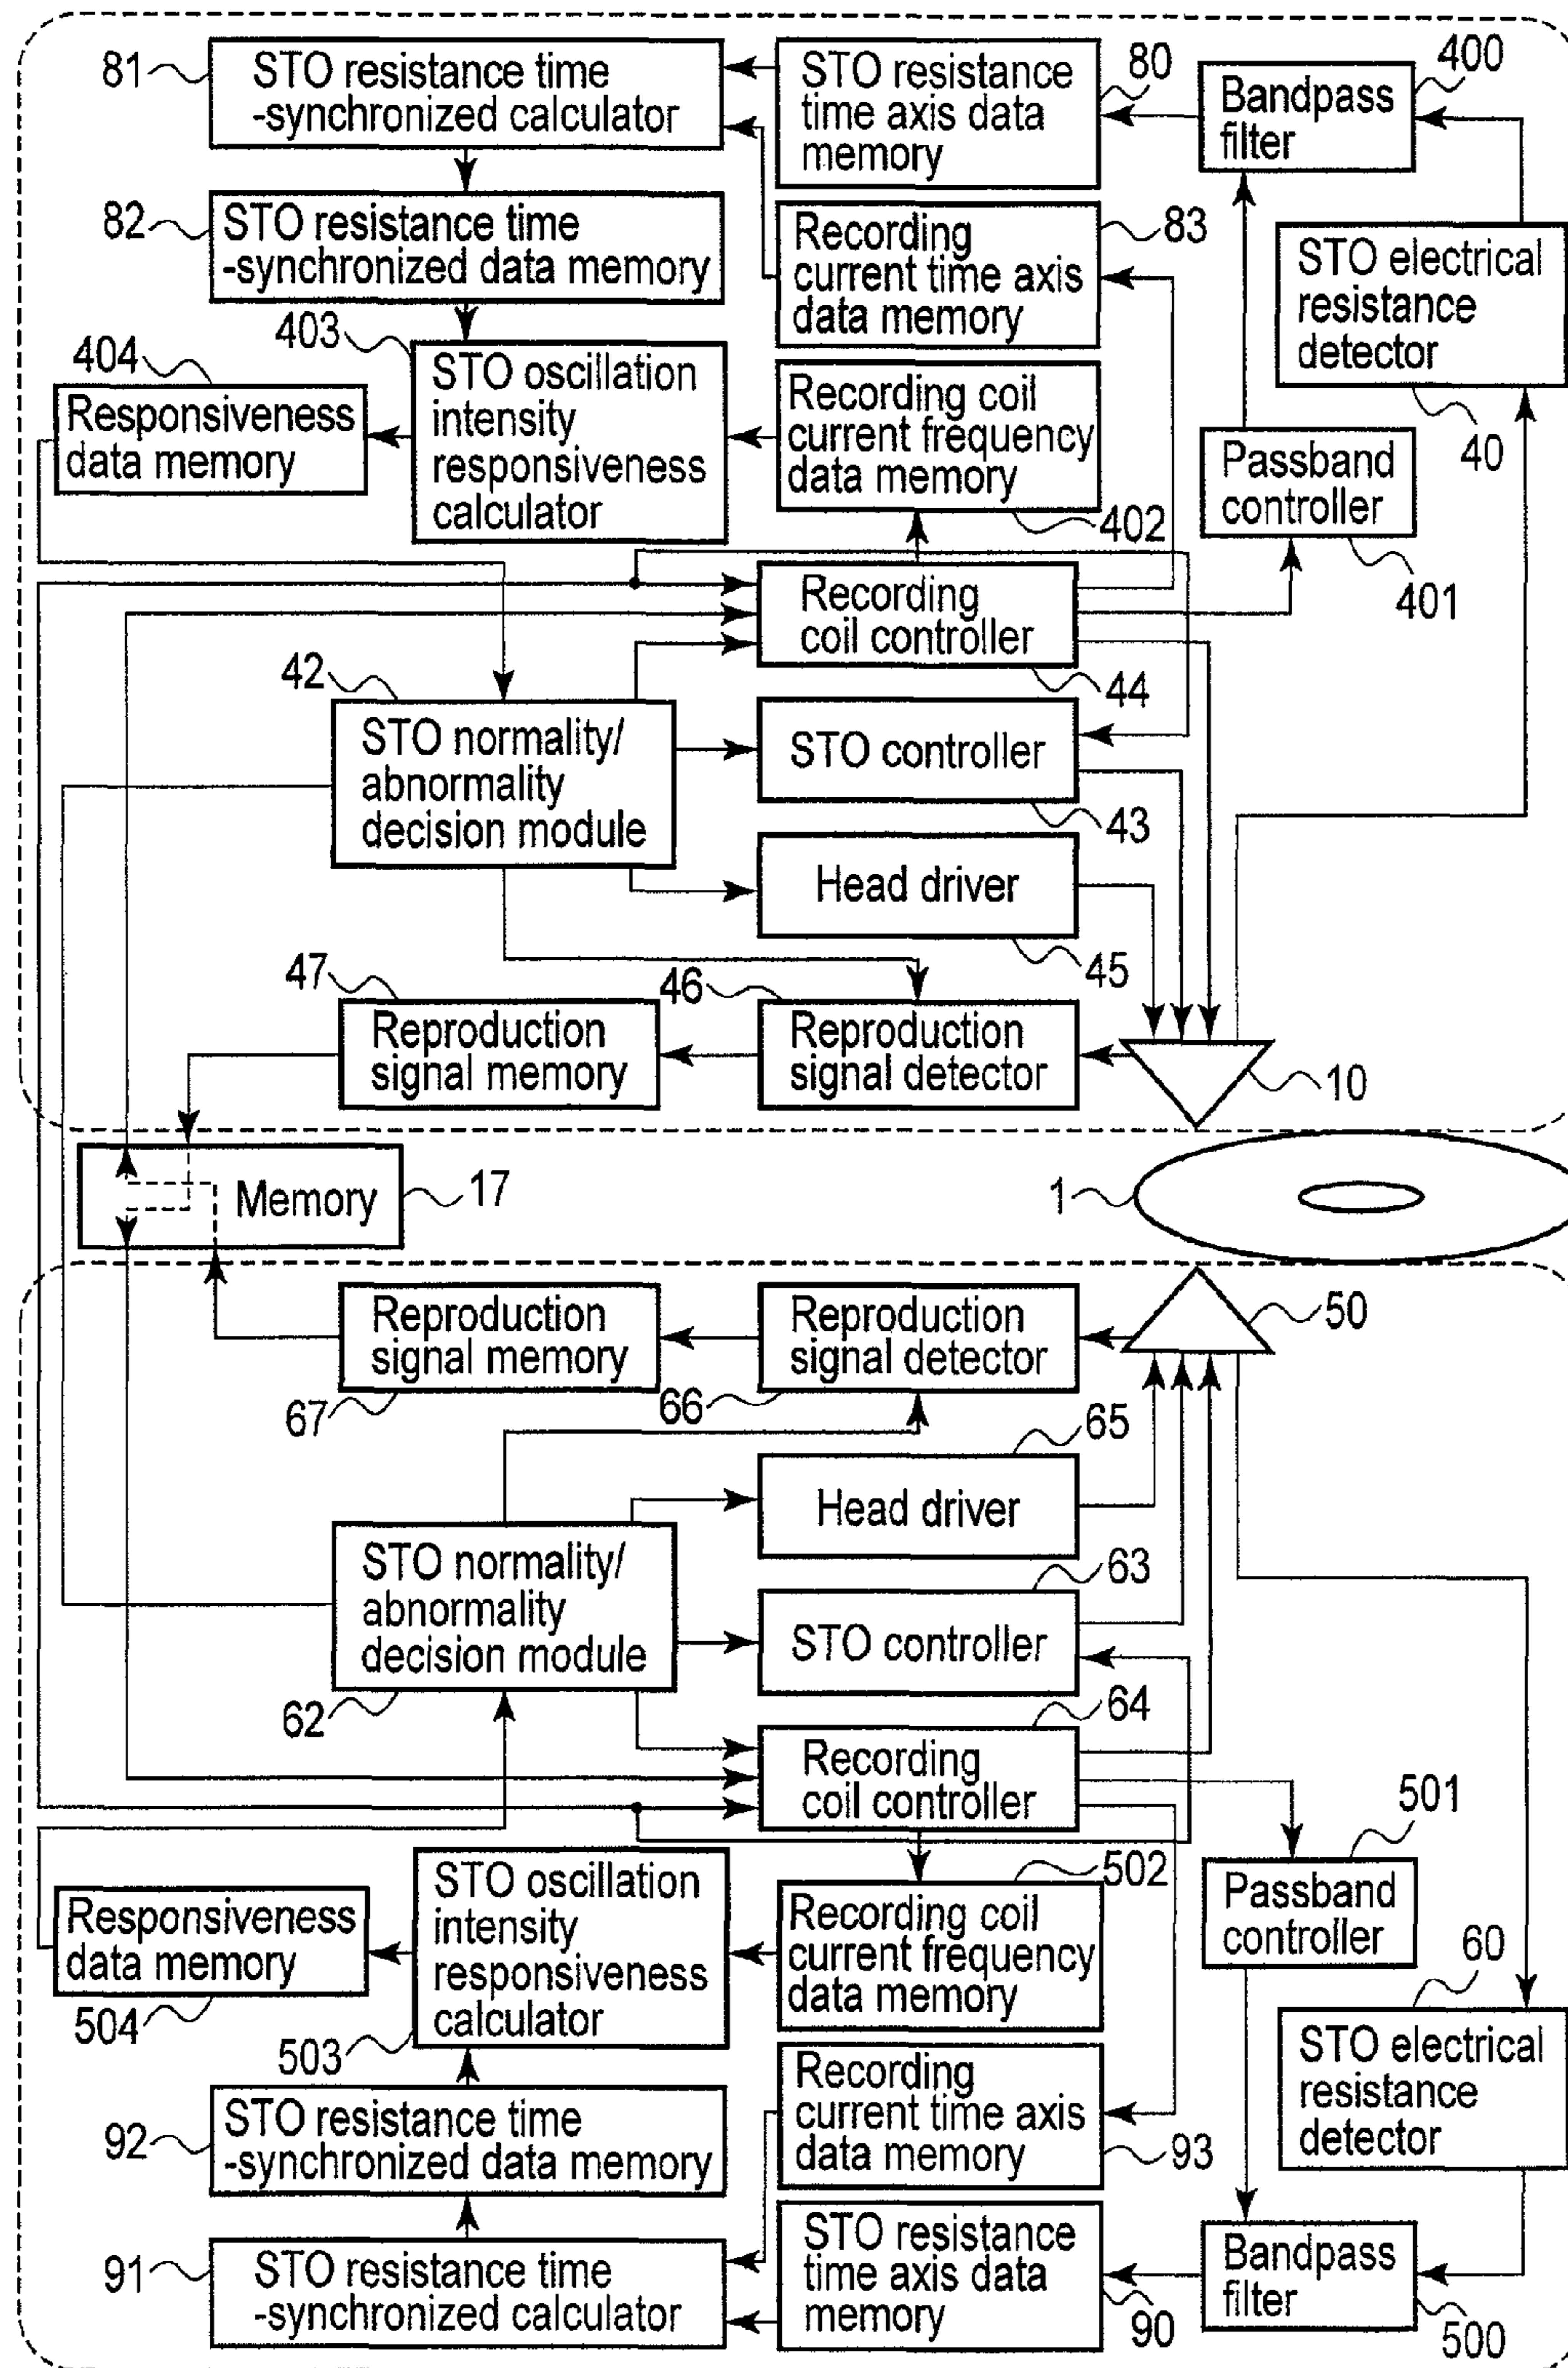 81
STO resistance time
-synchronized calculator
STO resistance
time axis data
memory
80
Bandpass
filter
400
82
STO resistance time
-synchronized data memory
Recording
current time axis
data memory
83
STO electrical
resistance
detector
40
404
Responsiveness
data memory
403
STO oscillation
intensity
responsiveness
calculator
Recording coil
current frequency
data memory
402
Passband
controller
401
Recording
coil controller
44
42
STO normality/
abnormality
decision module
STO controller
43
Head driver
45
47
Reproduction
signal memory
46
Reproduction
signal detector
10
Memory
17
1
Reproduction
signal memory
67
Reproduction
signal detector
66
50
65
Head driver
STO normality/
abnormality
decision module
62
63
STO controller
64
Recording
coil controller
501
Passband
controller
Responsiveness
data memory
504
STO oscillation
intensity
responsiveness
calculator
503
502
Recording coil
current frequency
data memory
60
STO electrical
resistance
detector
92
STO resistance time
-synchronized data memory
Recording
current time axis
data memory
93
91
STO resistance time
-synchronized calculator
STO resistance
time axis data
memory
90
Bandpass
filter
500